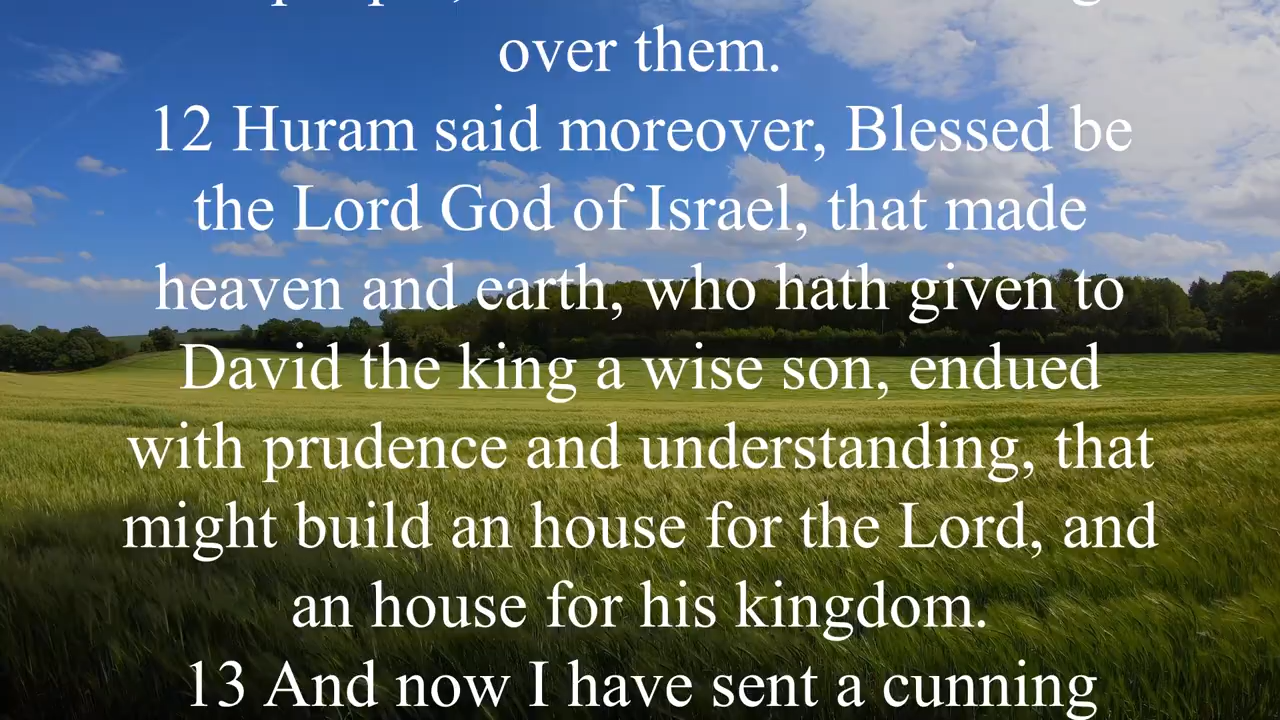 over them.
12 Huram said moreover, Blessed be
the Lord God of Israel, that made
heaven and earth, who hath given to
David the king a wise son, endued
with prudence and understanding, that
might build an house for the Lord, and
an house for his kingdom.
13 And now I have sent a cunning